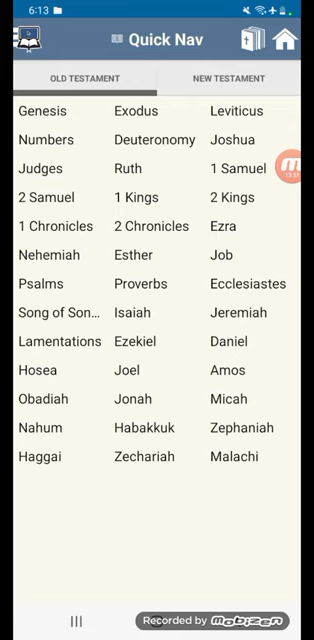 6:13
Quick Nav
OLD TESTAMENT NEW TESTAMENT
Genesis Exodus Leviticus
Numbers Deuteronomy Joshua
Judges Ruth 1 Samuel
2 Samuel 1 Kings 2 Kings
1 Chronicles 2 Chronicles Ezra
Nehemiah Esther Job
Psalms Proverbs Ecclesiastes
Song of Son... Isaiah Jeremiah
Lamentations Ezekiel Daniel
Hosea Joel Amos
Obadiah Jonah Micah
Nahum Habakkuk Zephaniah
Haggai Zechariah Malachi
Recorded by mobizen